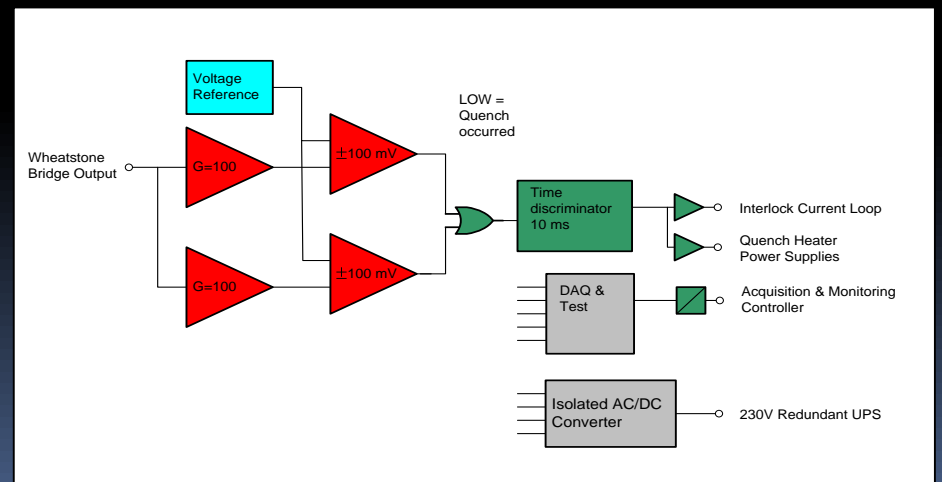 Voltage
Reference
LOW =
Quench
occurred
Wheatstone
Bridge Output
G=100
±100 mV
Time
discriminator
10 ms
Interlock Current Loop
Quench Heater
Power Supplies
G=100
±100 mV
DAQ &
Test
Acquisition & Monitoring
Controller
Isolated AC/DC
Converter
230V Redundant UPS